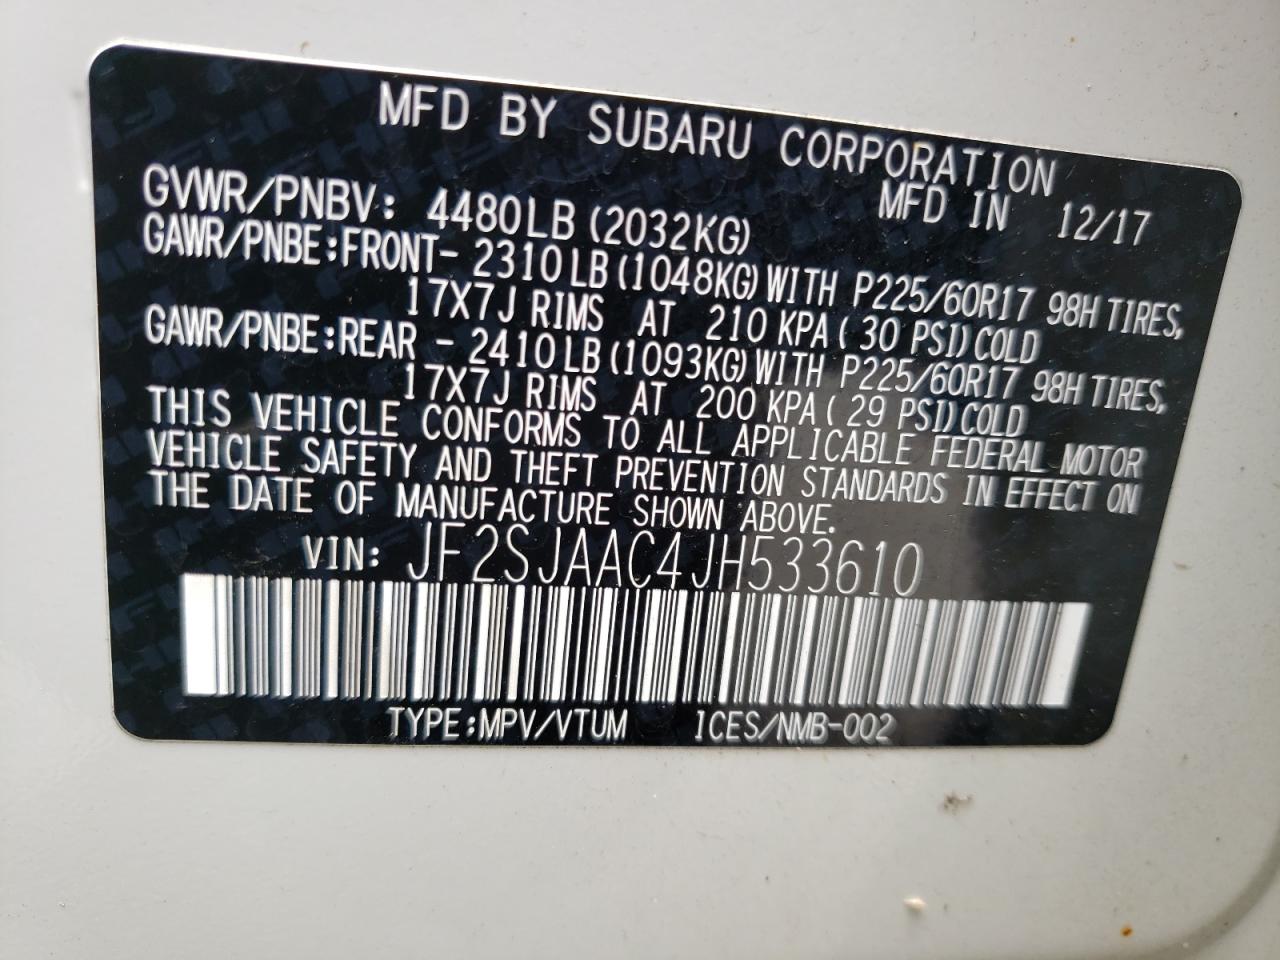 MFD BY SUBARU CORPORATION
MFD IN 12/17
GVWR/PNBV: 4480LB (2032KG)
GAWR/PNBE:FRONT- 2310LB (1048KG) WITH P225/60R17 98H TIRES,
17X7J RIMS AT 210 KPA( 30 PSI)COLD
GAWR/PNBE:REAR - 2410LB (1093KG) WITH P225/60R17 98H TIRES,
17X7J RIMS AT 200 KPA( 29 PSI)COLD
THIS VEHICLE CONFORMS TO ALL APPLICABLE FEDERAL MOTOR
VEHICLE SAFETY AND THEFT PREVENTION STANDARDS IN EFFECT ON
THE DATE OF MANUFACTURE SHOWN ABOVE.
VIN: JF2SJAAC4JH533610
TYPE:MPV/VTUM ICES/NMB-002